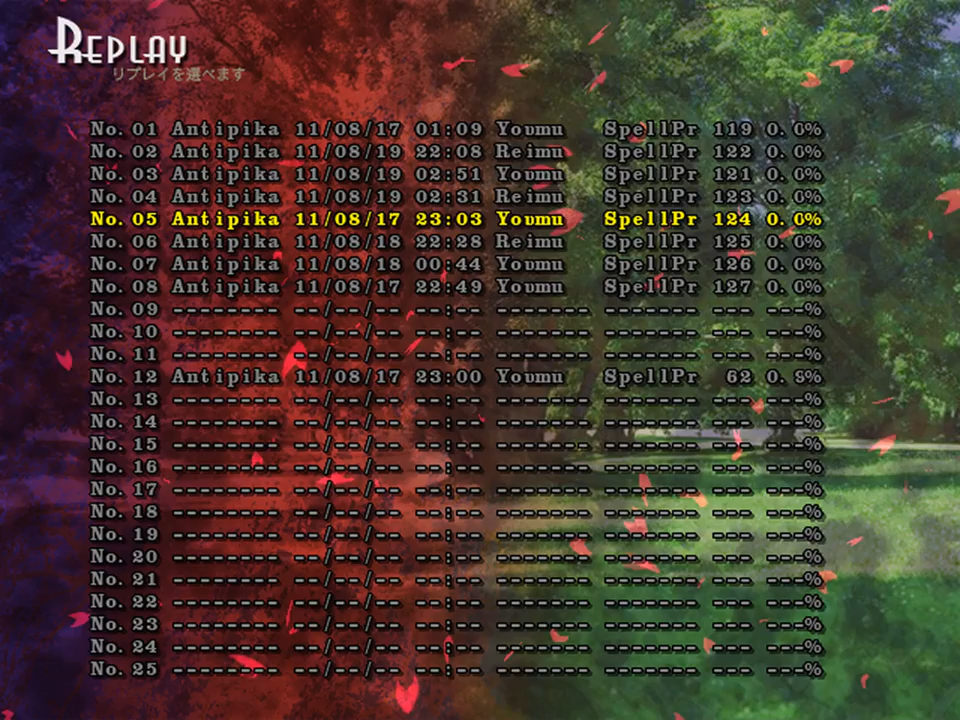 REPLAY
リプレイを選べます
No. 01 Antipika 11/08/17 01:09 Youmu SpellPr 119 0.0%
No. 02 Antipika 11/08/19 22:08 Reimu SpellPr 122 0.0%
No. 03 Antipika 11/08/19 02:51 Youmu SpellPr 121 0.0%
No. 04 Antipika 11/08/19 02:31 Reimu SpellPr 123 0.0%
No. 05 Antipika 11/08/17 23:03 Youmu SpellPr 124 0.0%
No. 06 Antipika 11/08/18 22:28 Reimu SpellPr 125 0.0%
No. 07 Antipika 11/08/18 00:44 Youmu SpellPr 126 0.0%
No. 08 Antipika 11/08/17 22:49 Youmu SpellPr 127 0.0%
No. 09 -------- --/--/-- --:-- ------- ------- --- ---%
No. 10 -------- --/--/-- --:-- ------- ------- --- ---%
No. 11 -------- --/--/-- --:-- ------- ------- --- ---%
No. 12 Antipika 11/08/17 23:00 Youmu SpellPr 62 0.8%
No. 13 -------- --/--/-- --:-- ------- ------- --- ---%
No. 14 -------- --/--/-- --:-- ------- ------- --- ---%
No. 15 -------- --/--/-- --:-- ------- ------- --- ---%
No. 16 -------- --/--/-- --:-- ------- ------- --- ---%
No. 17 -------- --/--/-- --:-- ------- ------- --- ---%
No. 18 -------- --/--/-- --:-- ------- ------- --- ---%
No. 19 -------- --/--/-- --:-- ------- ------- --- ---%
No. 20 -------- --/--/-- --:-- ------- ------- --- ---%
No. 21 -------- --/--/-- --:-- ------- ------- --- ---%
No. 22 -------- --/--/-- --:-- ------- ------- --- ---%
No. 23 -------- --/--/-- --:-- ------- ------- --- ---%
No. 24 -------- --/--/-- --:-- ------- ------- --- ---%
No. 25 -------- --/--/-- --:-- ------- ------- --- ---%